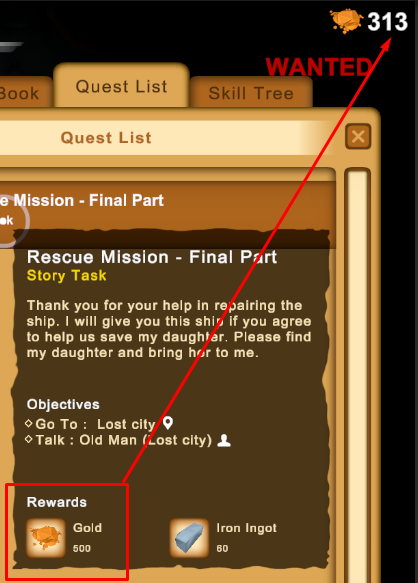 313
WANTED
Book
Quest List
Skill Tree
Quest List
e Mission - Final Part
k
Rescue Mission - Final Part
Story Task
Thank you for your help in repairing the
ship. I will give you this ship if you agree
to help us save my daughter. Please find
my daughter and bring her to me.
Objectives
Go To : Lost city
Talk : Old Man (Lost city)
Rewards
Gold
500
Iron Ingot
60